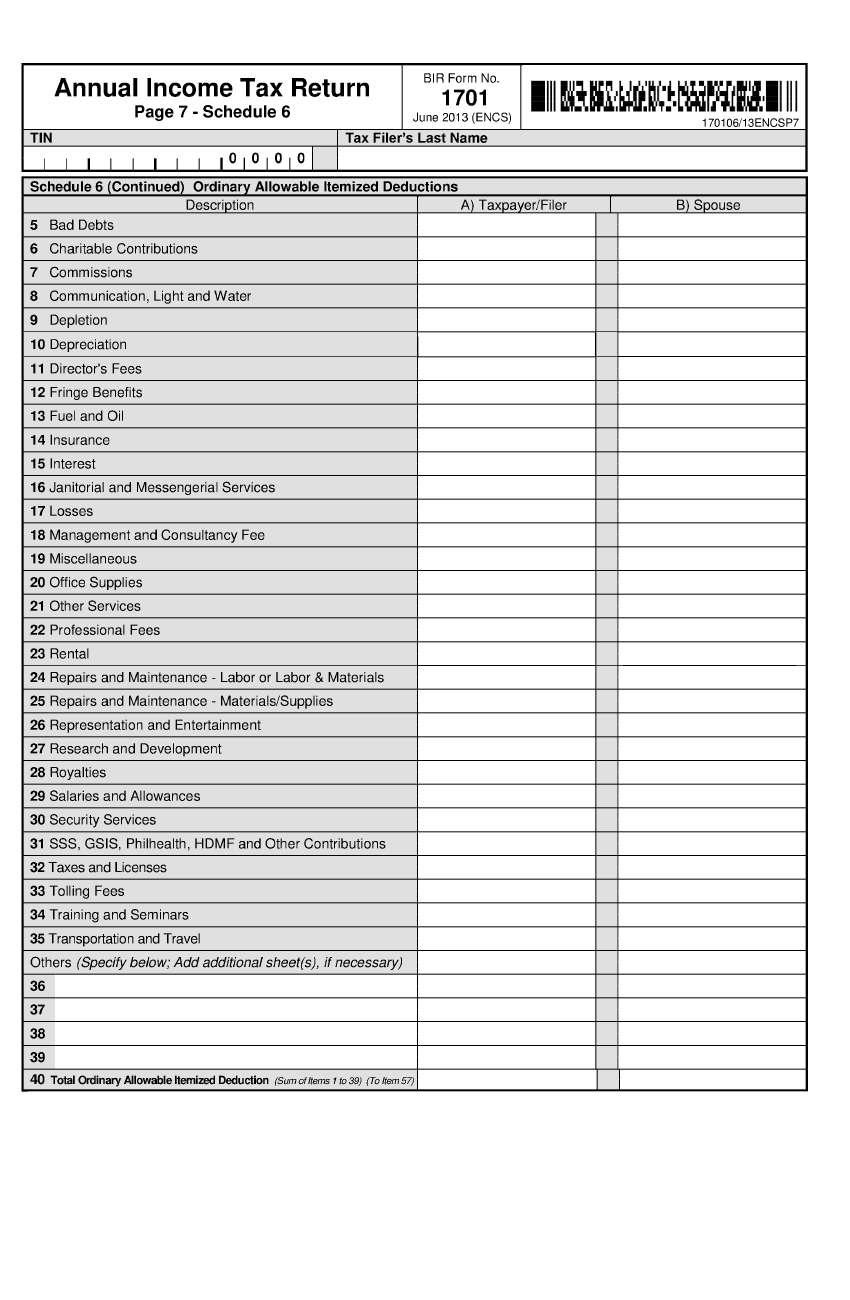 Annual Income Tax Return
Page 7 - Schedule 6
BIR Form No.
1701
June 2013 (ENCS)
170106/13ENCSP7
TIN
Tax Filer's Last Name
0 0 0 0
Schedule 6 (Continued) Ordinary Allowable Itemized Deductions
Description A) Taxpayer/Filer B) Spouse
5 Bad Debts
6 Charitable Contributions
7 Commissions
8 Communication, Light and Water
9 Depletion
10 Depreciation
11 Director's Fees
12 Fringe Benefits
13 Fuel and Oil
14 Insurance
15 Interest
16 Janitorial and Messengerial Services
17 Losses
18 Management and Consultancy Fee
19 Miscellaneous
20 Office Supplies
21 Other Services
22 Professional Fees
23 Rental
24 Repairs and Maintenance - Labor or Labor & Materials
25 Repairs and Maintenance - Materials/Supplies
26 Representation and Entertainment
27 Research and Development
28 Royalties
29 Salaries and Allowances
30 Security Services
31 SSS, GSIS, Philhealth, HDMF and Other Contributions
32 Taxes and Licenses
33 Tolling Fees
34 Training and Seminars
35 Transportation and Travel
Others (Specify below; Add additional sheet(s), if necessary)
36
37
38
39
40 Total Ordinary Allowable Itemized Deduction (Sum of Items 1 to 39) (To Item 57)